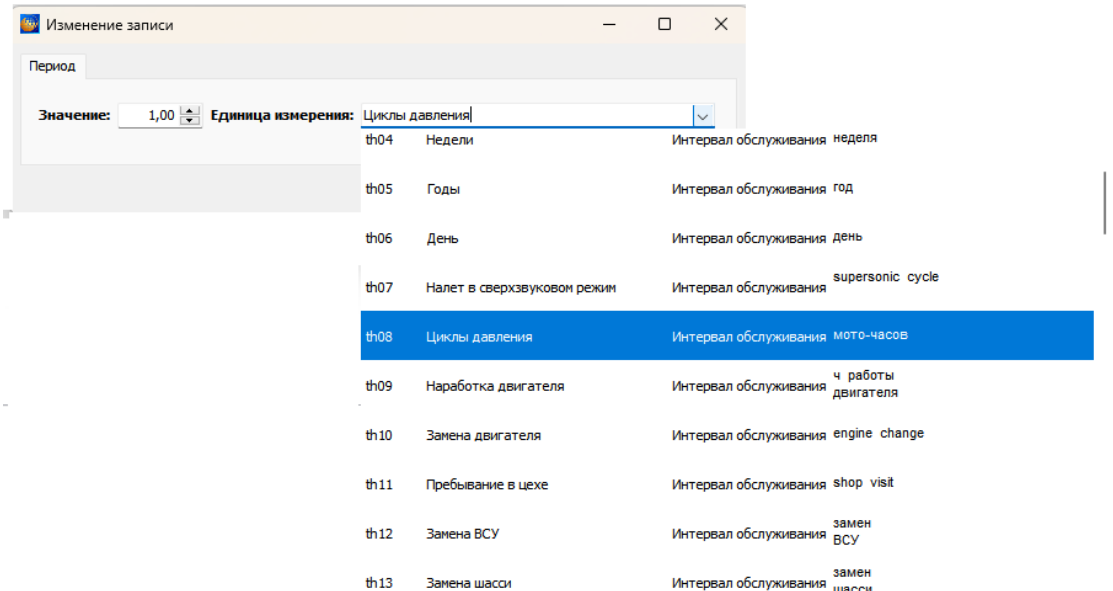 Изменение записи
Период
Значение: 1,00 Единица измерения: Циклы давления
th04 Недели Интервал обслуживания неделя
th05 Годы Интервал обслуживания год
th06 День Интервал обслуживания день
th07 Налет в сверхзвуковом режим Интервал обслуживания supersonic cycle
th08 Циклы давления Интервал обслуживания мото-часов
th09 Наработка двигателя Интервал обслуживания ч работы
двигателя
th10 Замена двигателя Интервал обслуживания engine change
th11 Пребывание в цехе Интервал обслуживания shop visit
th12 Замена ВСУ Интервал обслуживания замен
ВСУ
th13 Замена шасси Интервал обслуживания замен
шасси